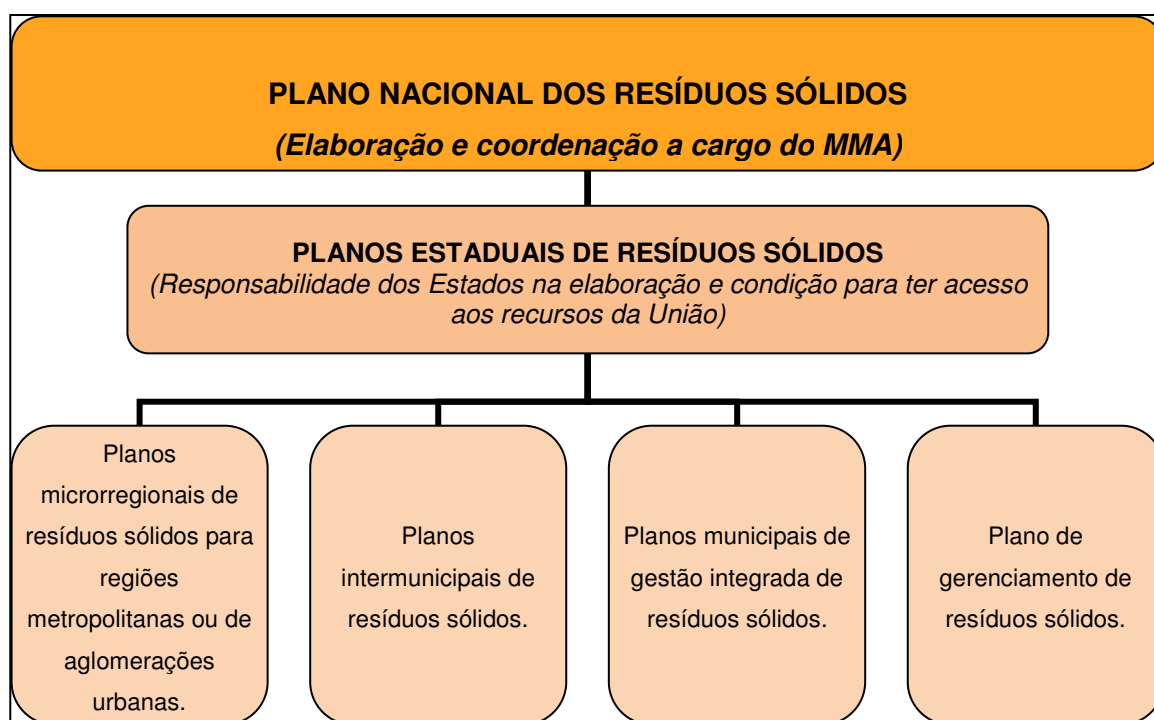 PLANO NACIONAL DOS RESÍDUOS SÓLIDOS
(Elaboração e coordenação a cargo do MMA)
PLANOS ESTADUAIS DE RESÍDUOS SÓLIDOS
(Responsabilidade dos Estados na elaboração e condição para ter acesso
aos recursos da União)
Planos
microrregionais de
resíduos sólidos para
regiões
metropolitanas ou de
aglomerações
urbanas.
Planos
intermunicipais de
resíduos sólidos.
Planos municipais de
gestão integrada de
resíduos sólidos.
Plano de
gerenciamento de
resíduos sólidos.